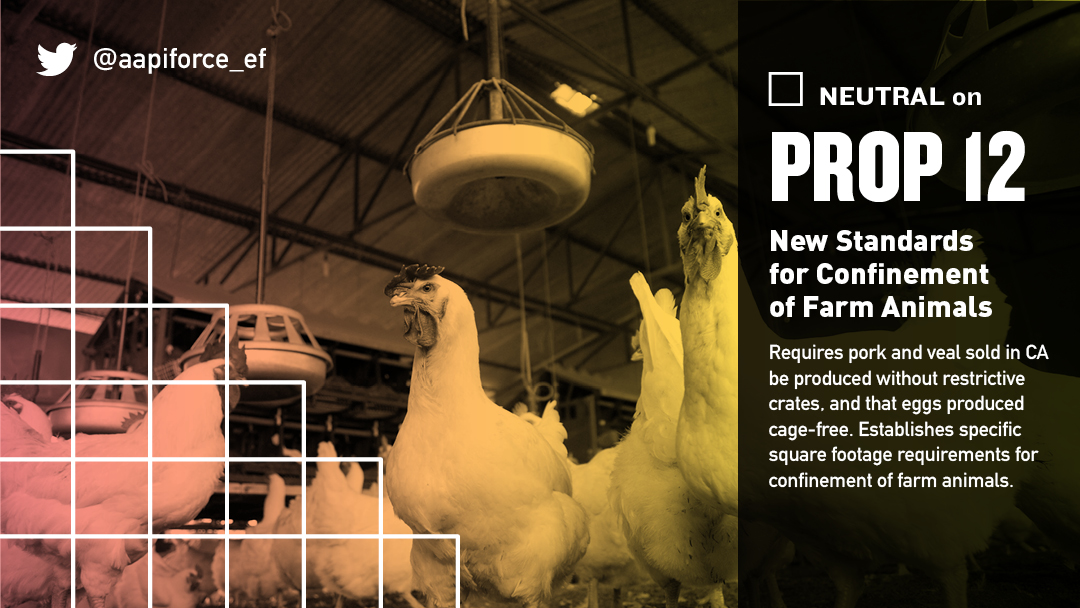 @aapiforce_ef
NEUTRAL on
PROP 12
New Standards
for Confinement
of Farm Animals
Requires pork and veal sold in CA
be produced without restrictive
crates, and that eggs produced
cage-free. Establishes specific
square footage requirements for
confinement of farm animals.